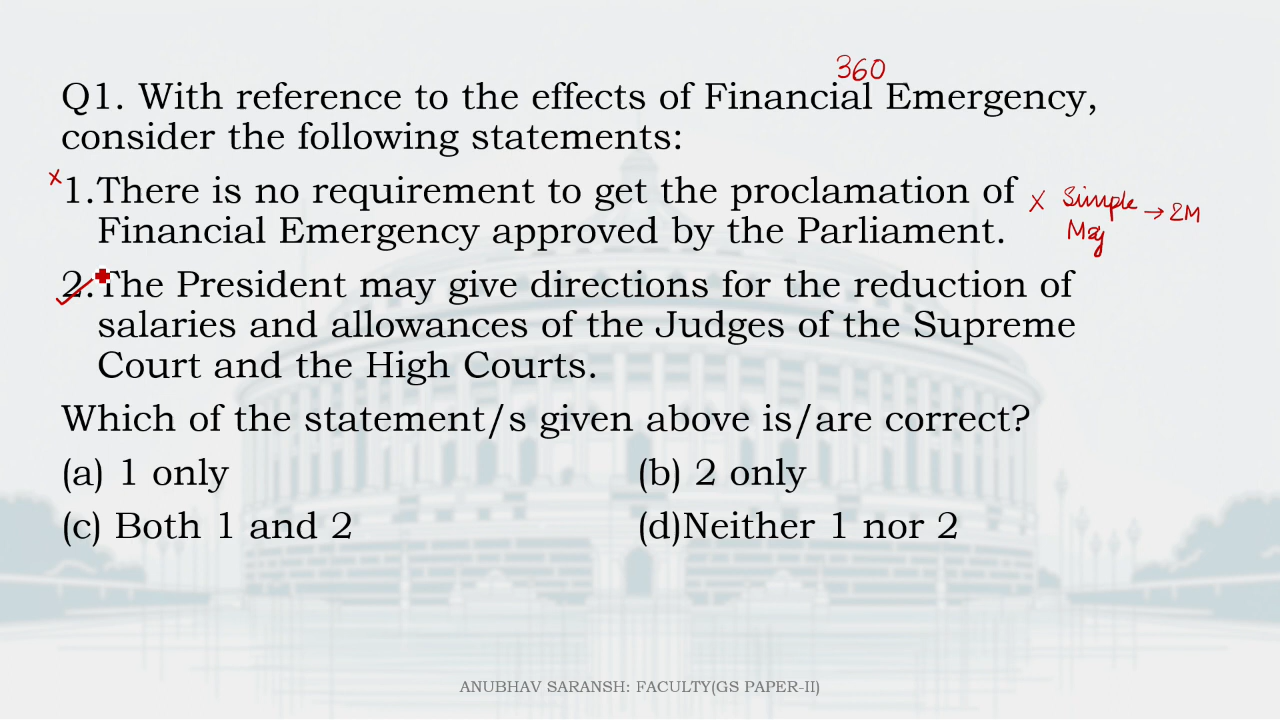 360
Q1. With reference to the effects of Financial Emergency,
consider the following statements:
x 1.There is no requirement to get the proclamation of x Simple → 2M
Financial Emergency approved by the Parliament. Maj
2.The President may give directions for the reduction of
salaries and allowances of the Judges of the Supreme
Court and the High Courts.
Which of the statement/s given above is/are correct?
(a) 1 only (b) 2 only
(c) Both 1 and 2 (d)Neither 1 nor 2
ANUBHAV SARANSH: FACULTY(GS PAPER-II)